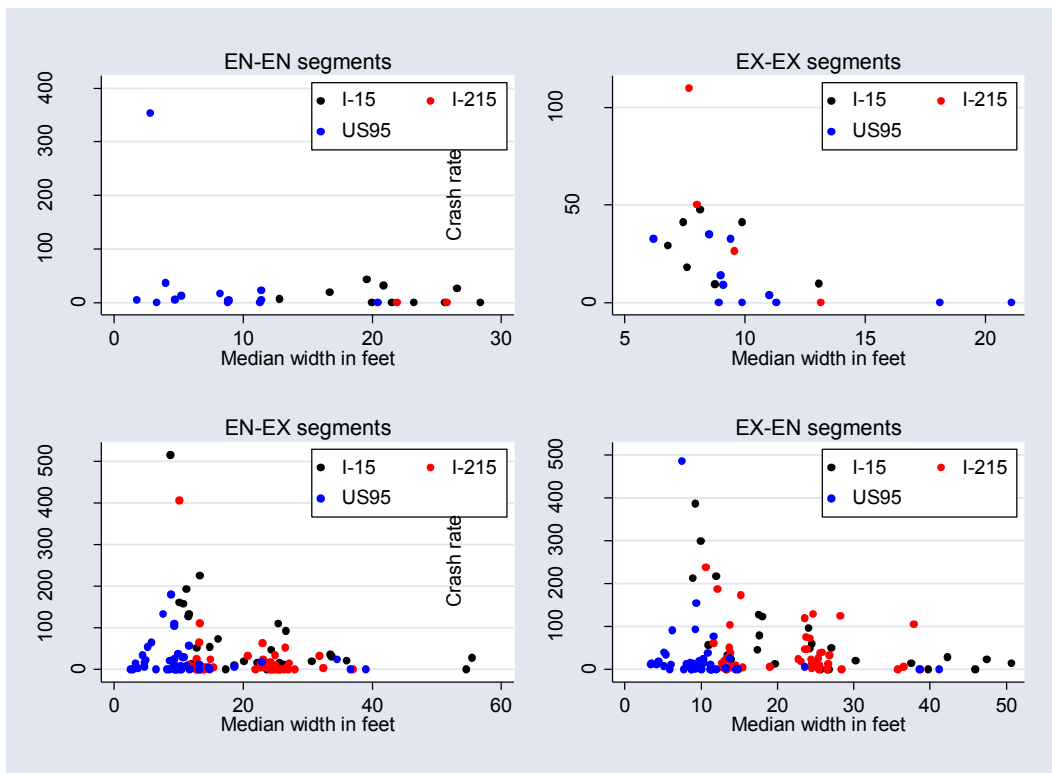 EN-EN segments
I-15 I-215
US95
400
300
200
100
0
Crash rate
0 10 20 30
Median width in feet
EX-EX segments
I-15 I-215
US95
100
50
0
5 10 15 20
Median width in feet
EN-EX segments
I-15 I-215
US95
500
400
300
200
100
0
Crash rate
0 20 40 60
Median width in feet
EX-EN segments
I-15 I-215
US95
500
400
300
200
100
0
0 10 20 30 40 50
Median width in feet